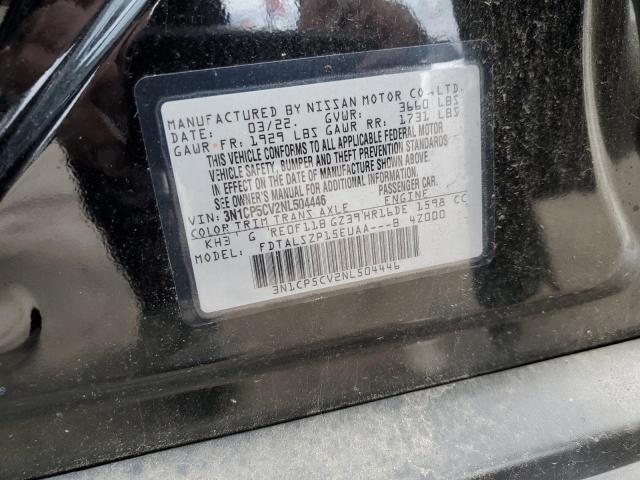 MANUFACTURED BY NISSAN MOTOR CO.,LTD.
DATE: 03/22. GVWR: 3660 LBS
GAWR FR: 1929 LBS GAWR RR: 1731 LBS
THIS VEHICLE CONFORMS TO ALL APPLICABLE FEDERAL MOTOR
VEHICLE SAFETY, BUMPER AND THEFT PREVENTION STANDARDS
IN EFFECT ON THE DATE OF MANUFACTURE SHOWN ABOVE.
SEE OWNER'S MANUAL FOR ADDITIONAL INFORMATION.
VIN: 3N1CP5CV2NL504446 PASSENGER CAR
COLOR TRIM TRANS AXLE ENGINE
KH3 G RE0F11B GZ39 HR16DE 1598 CC
FDTALSZP15EUAA---B 4Z000
3N1CP5CV2NL504446